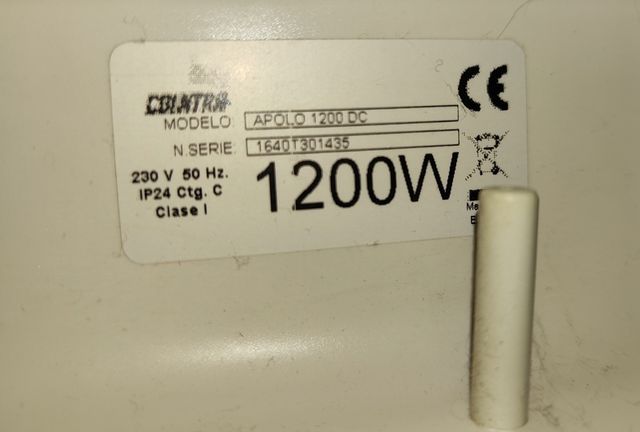 COINTRA
MODELO: APOLO 1200 DC
N.SERIE: 1640T301435
230 V 50 Hz.
IP24 Ctg. C
Clase I
1200W
CE